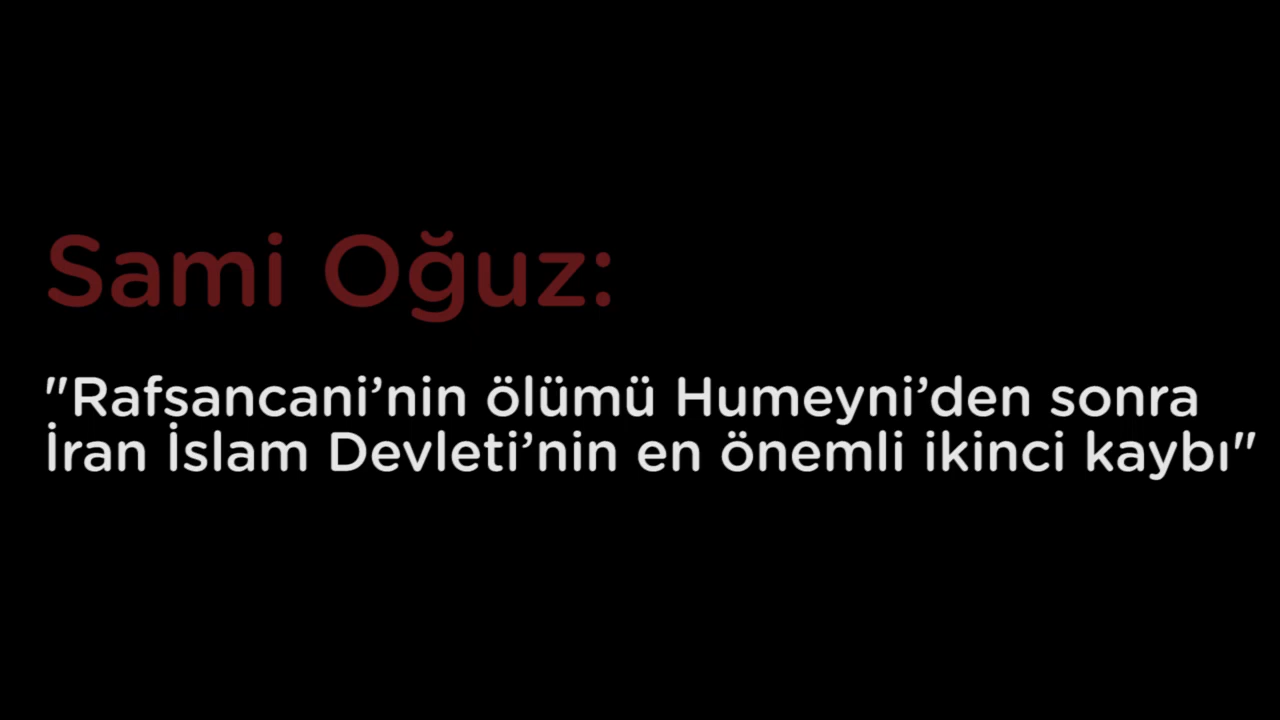 Sami Oğuz:
"Rafsancani’nin ölümü Humeyni’den sonra
İran İslam Devleti’nin en önemli ikinci kaybı"